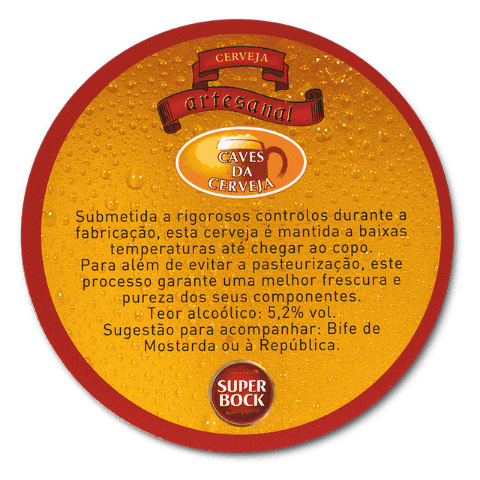 CERVEJA
artesanal
CAVES
DA
CERVEJA
Submetida a rigorosos controlos durante a
fabricação, esta cerveja é mantida a baixas
temperaturas até chegar ao copo.
Para além de evitar a pasteurização, este
processo garante uma melhor frescura e
pureza dos seus componentes.
Teor alcoólico: 5,2% vol.
Sugestão para acompanhar: Bife de
Mostarda ou à República.
SUPER
BOCK